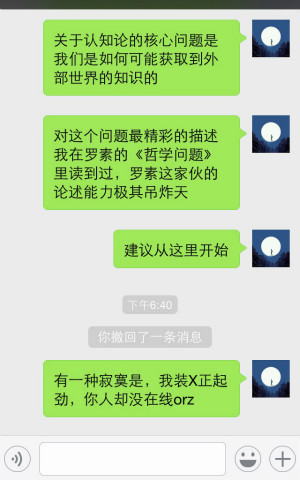 关于认知论的核心问题是
我们是如何可能获取到外
部世界的知识的
对这个问题最精彩的描述
我在罗素的《哲学问题》
里读到过，罗素这家伙的
论述能力极其吊炸天
建议从这里开始
下午6:40
你撤回了一条消息
有一种寂寞是，我装X正起
劲，你人却没在线orz